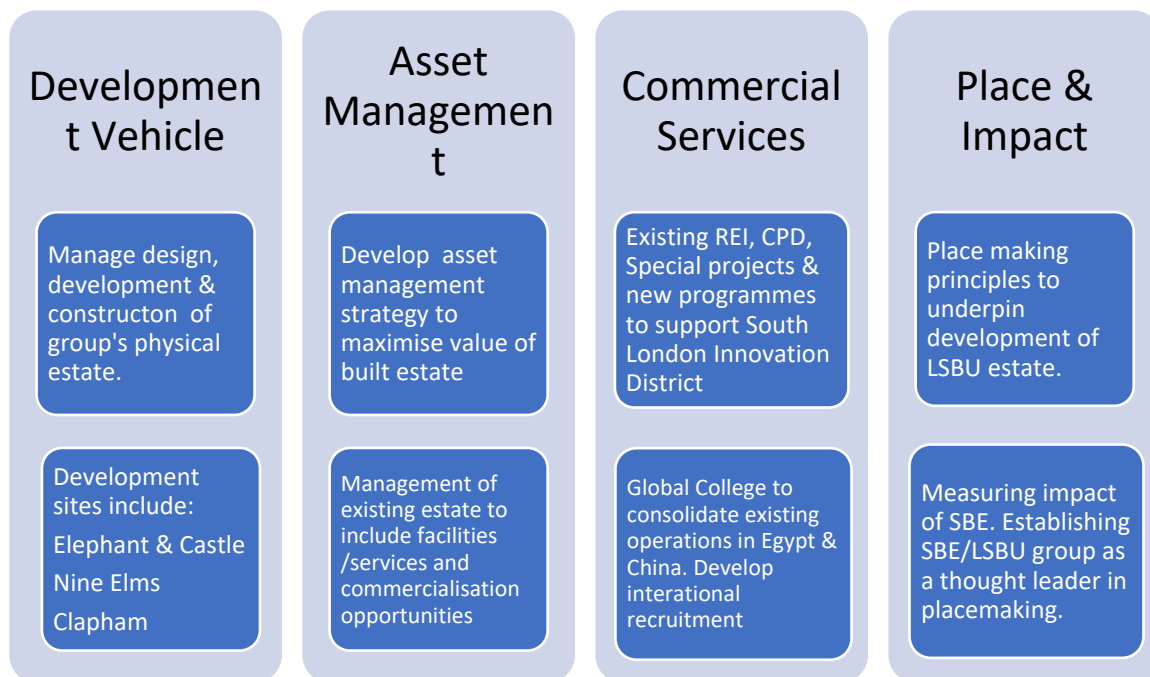 Developmen
t Vehicle
Manage design,
development &
constructon of
group's physical
estate.
Development
sites include:
Elephant & Castle
Nine Elms
Clapham
Asset
Managemen
t
Develop asset
management
strategy to
maximise value of
built estate
Management of
existing estate to
include facilities
/services and
commercialisation
opportunities
Commercial
Services
Existing REI, CPD,
Special projects &
new programmes
to support South
London Innovation
District
Global College to
consolidate existing
operations in Egypt &
China. Develop
interational
recruitment
Place &
Impact
Place making
principles to
underpin
development of
LSBU estate.
Measuring impact
of SBE. Establishing
SBE/LSBU group as
a thought leader in
placemaking.